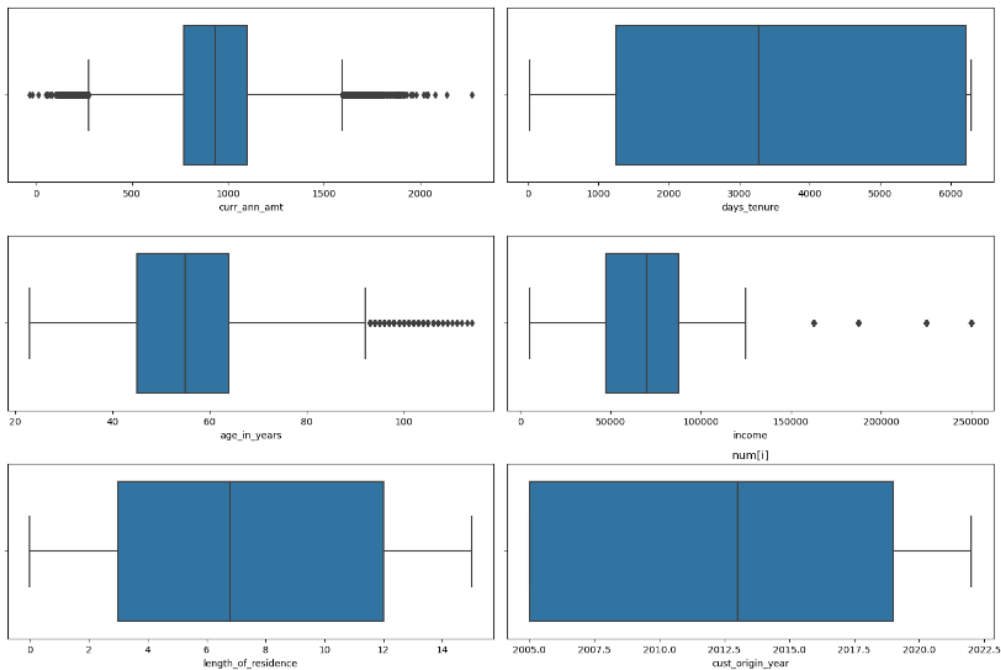 0 500 1000 1500 2000
curr_ann_amt
0 1000 2000 3000 4000 5000 6000
days_tenure
20 40 60 80 100
age_in_years
0 50000 100000 150000 200000 250000
income
num[i]
0 2 4 6 8 10 12 14
length_of_residence
2005.0 2007.5 2010.0 2012.5 2015.0 2017.5 2020.0 2022.5
cust_origin_year